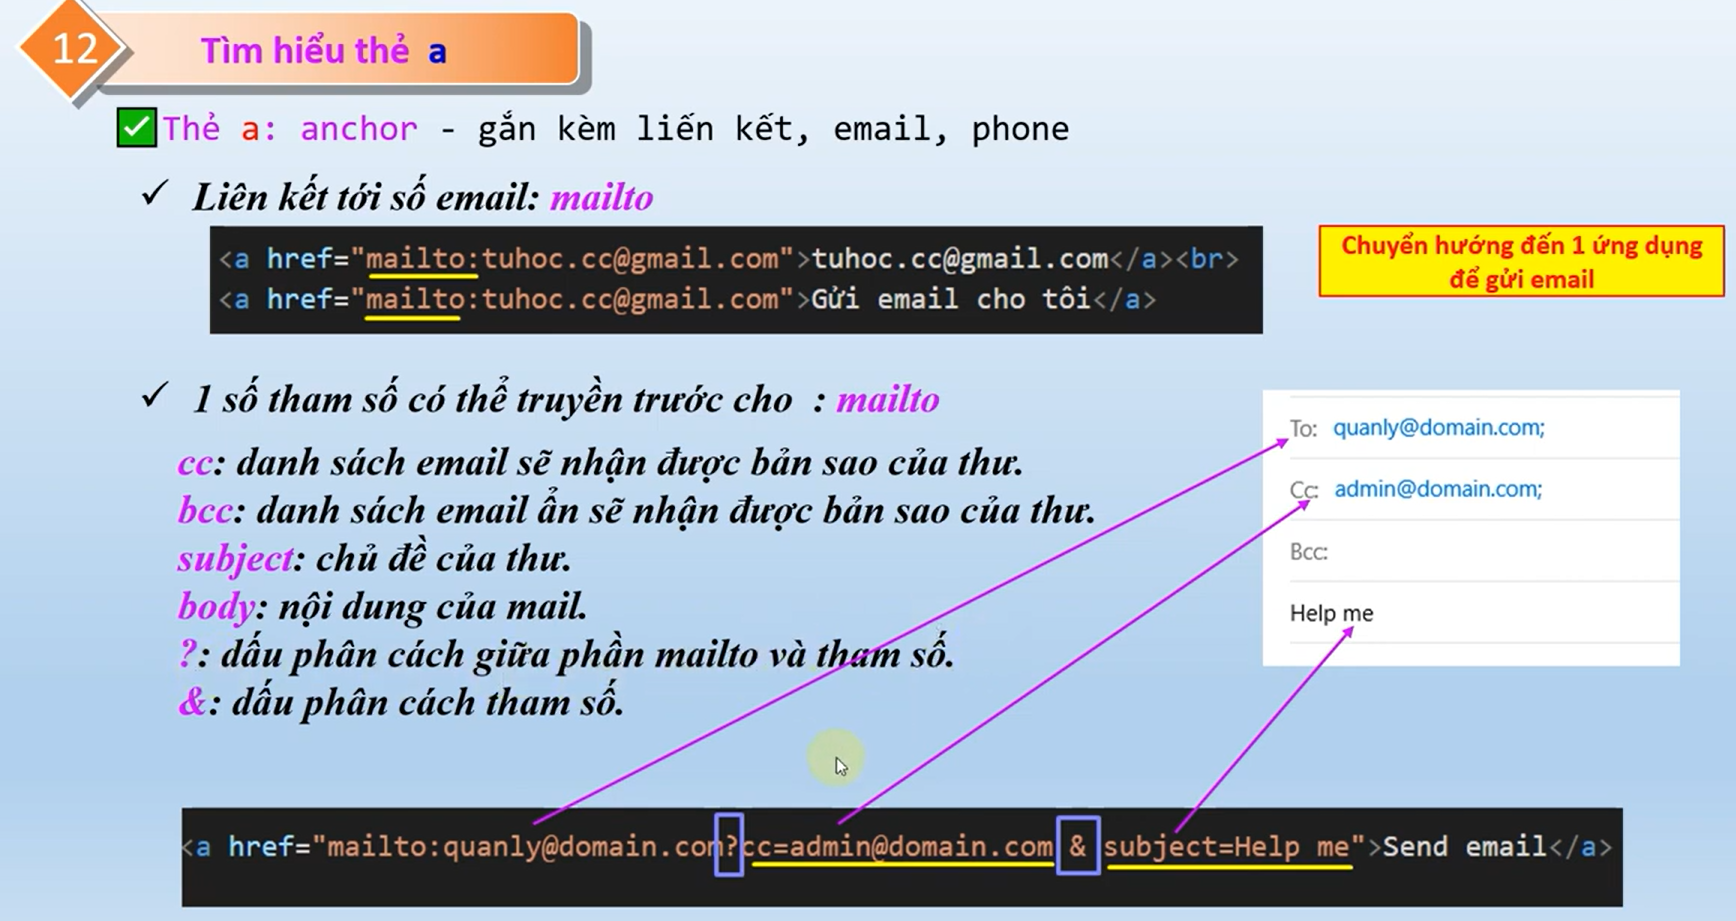 12
Tìm hiểu thẻ a
Thẻ a: anchor - gắn kèm liến kết, email, phone
✓ Liên kết tới số email: mailto
<a href="mailto:tuhoc.cc@gmail.com">tuhoc.cc@gmail.com</a><br>
<a href="mailto:tuhoc.cc@gmail.com">Gửi email cho tôi</a>
Chuyển hướng đến 1 ứng dụng
để gửi email
✓ 1 số tham số có thể truyền trước cho : mailto
cc: danh sách email sẽ nhận được bản sao của thư.
bcc: danh sách email ẩn sẽ nhận được bản sao của thư.
subject: chủ đề của thư.
body: nội dung của mail.
?: dấu phân cách giữa phần mailto và tham số.
&: dấu phân cách tham số.
To: quanly@domain.com;
Cc: admin@domain.com;
Bcc:
Help me
<a href="mailto:quanly@domain.com?cc=admin@domain.com & subject=Help me">Send email</a>